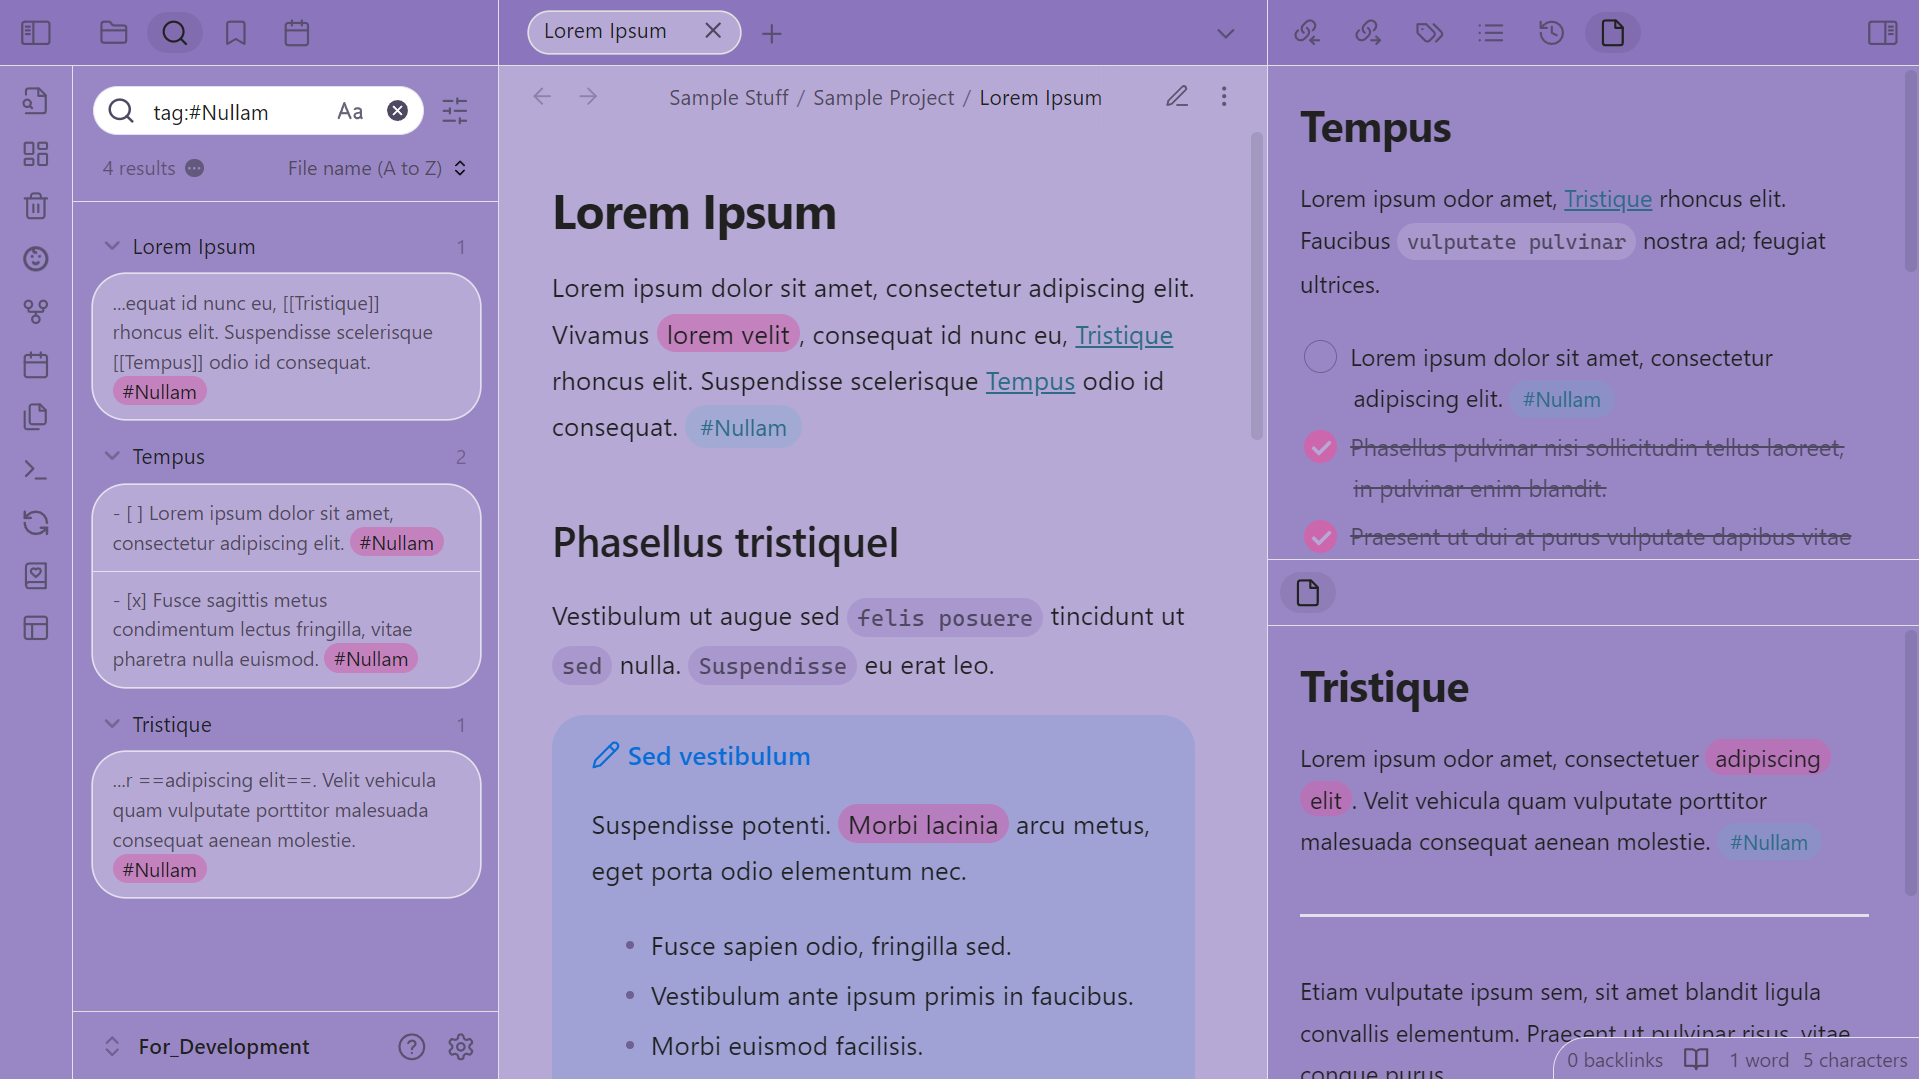 Lorem Ipsum
tag:#Nullam
Aa
4 results
File name (A to Z)
Lorem Ipsum
1
...equat id nunc eu, [[Tristique]]
rhoncus elit. Suspendisse scelerisque
[[Tempus]] odio id consequat.
#Nullam
Tempus
2
- [ ] Lorem ipsum dolor sit amet,
consectetur adipiscing elit. #Nullam
- [x] Fusce sagittis metus
condimentum lectus fringilla, vitae
pharetra nulla euismod. #Nullam
Tristique
1
...r ==adipiscing elit==. Velit vehicula
quam vulputate porttitor malesuada
consequat aenean molestie.
#Nullam
For_Development
Sample Stuff / Sample Project / Lorem Ipsum
Lorem Ipsum
Lorem ipsum dolor sit amet, consectetur adipiscing elit.
Vivamus lorem velit, consequat id nunc eu, Tristique
rhoncus elit. Suspendisse scelerisque Tempus odio id
consequat. #Nullam
Phasellus tristiquel
Vestibulum ut augue sed felis posuere tincidunt ut
sed nulla. Suspendisse eu erat leo.
Sed vestibulum
Suspendisse potenti. Morbi lacinia arcu metus,
eget porta odio elementum nec.
• Fusce sapien odio, fringilla sed.
• Vestibulum ante ipsum primis in faucibus.
• Morbi euismod facilisis.
Tempus
Lorem ipsum odor amet, Tristique rhoncus elit.
Faucibus vulputate pulvinar nostra ad; feugiat
ultrices.
Lorem ipsum dolor sit amet, consectetur
adipiscing elit. #Nullam
Phasellus pulvinar nisi sollicitudin tellus laoreet,
in pulvinar enim blandit.
Praesent ut dui at purus vulputate dapibus vitae
Tristique
Lorem ipsum odor amet, consectetuer adipiscing
elit. Velit vehicula quam vulputate porttitor
malesuada consequat aenean molestie. #Nullam
Etiam vulputate ipsum sem, sit amet blandit ligula
convallis elementum. Praesent ut pulvinar risus, vitae
congue purus
0 backlinks
1 word
5 characters